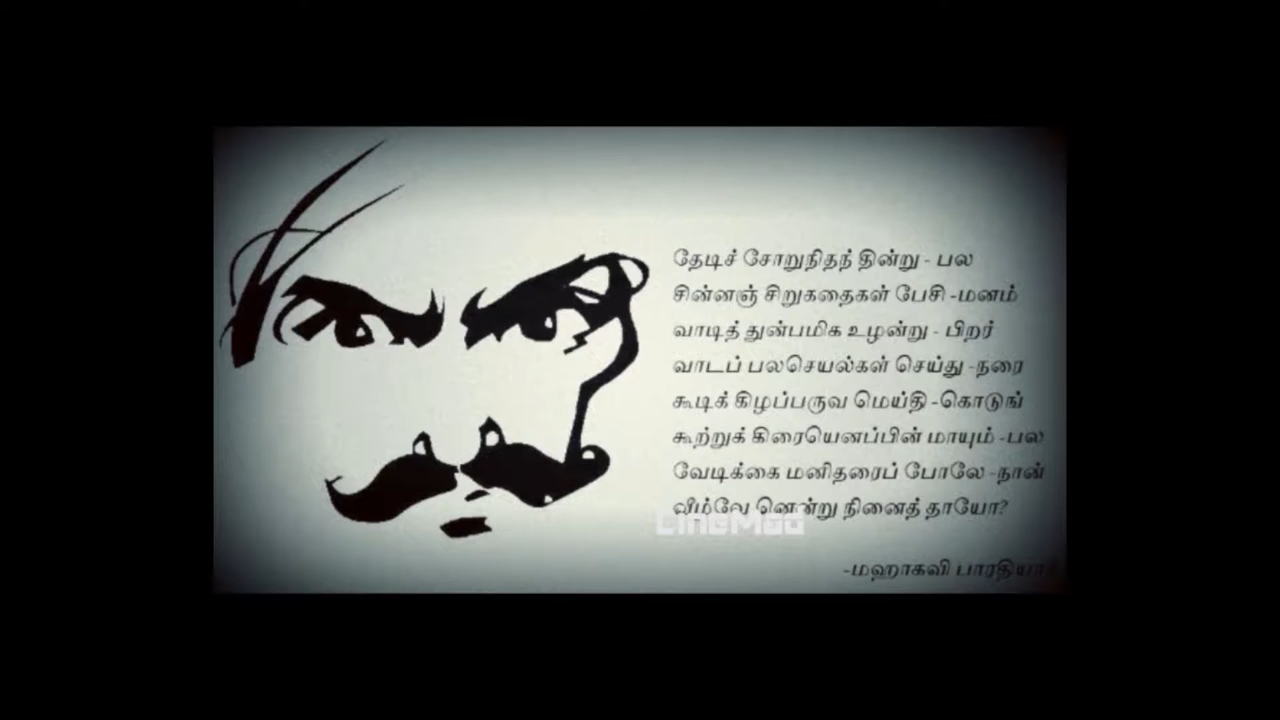 தேடிச் சோறுநிதந் தின்று - பல
சின்னஞ் சிறுகதைகள் பேசி -மனம்
வாடித் துன்பமிக உழன்று - பிறர்
வாடப் பலசெயல்கள் செய்து -நரை
கூடிக் கிழப்பருவ மெய்தி -கொடுங்
கூற்றுக் கிரையெனப்பின் மாயும் -பல
வேடிக்கை மனிதரைப் போலே -நான்
வீழ்வே னென்று நினைத் தாயோ?
CINEMGO
-மஹாகவி பாரதியார்